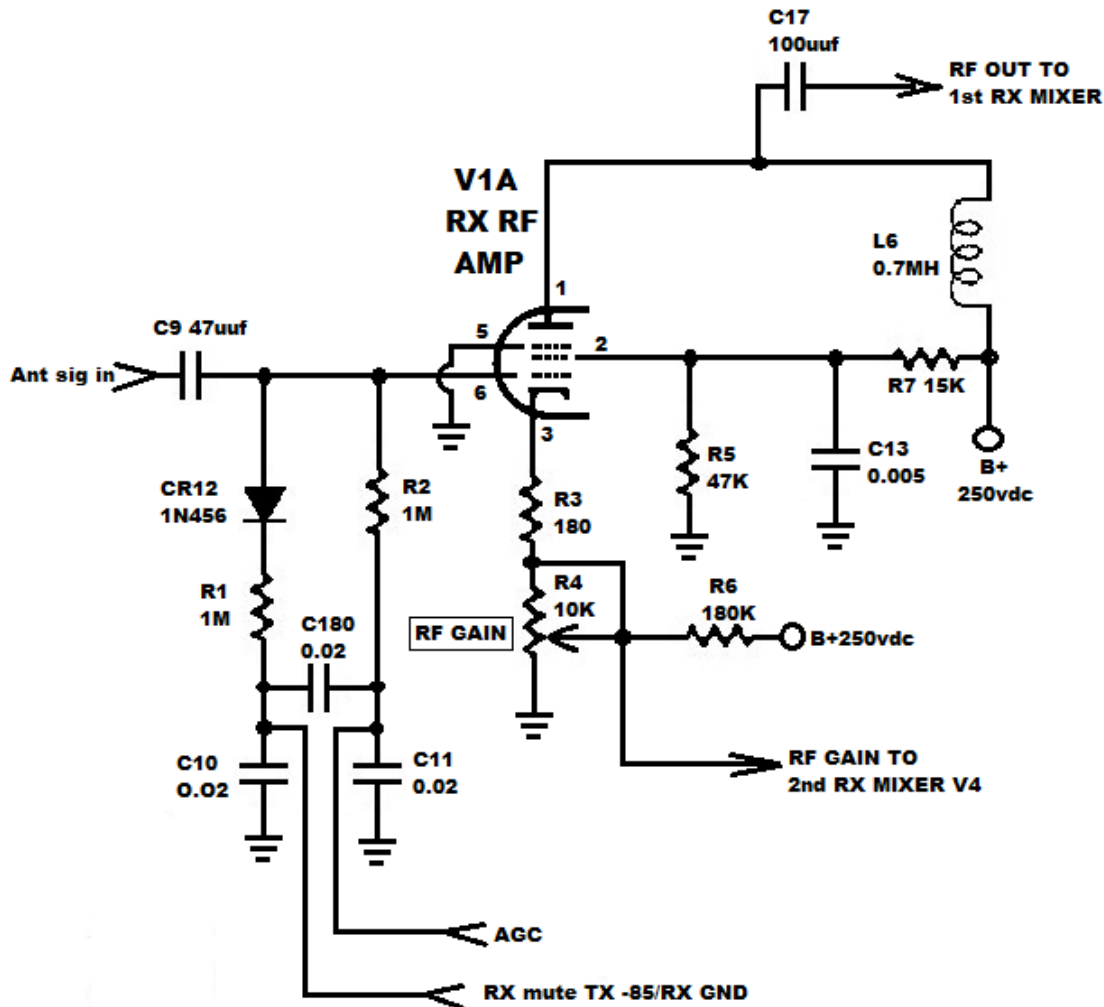 C17
100uuf
RF OUT TO
1st RX MIXER
V1A
RX RF
AMP
L6
0.7MH
1
C9 47uuf
5
2
Ant sig in
6
R7 15K
3
R5
47K
C13
0.005
B+
250vdc
CR12
1N456
R2
1M
R3
180
R1
1M
R4
10K
R6
180K
C180
0.02
RF GAIN
B+250vdc
C10
0.02
C11
0.02
RF GAIN TO
2nd RX MIXER V4
AGC
RX mute TX -85/RX GND